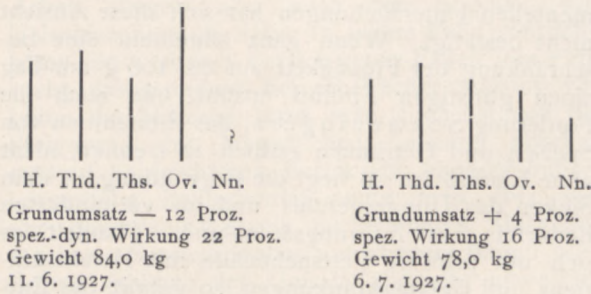 H. Thd. Ths. Ov. Nn.
Grundumsatz — 12 Proz.
spez.-dyn. Wirkung 22 Proz.
Gewicht 84,0 kg
11. 6. 1927.
H. Thd. Ths. Ov. Nn.
Grundumsatz + 4 Proz.
spez. Wirkung 16 Proz.
Gewicht 78,0 kg
6. 7. 1927.